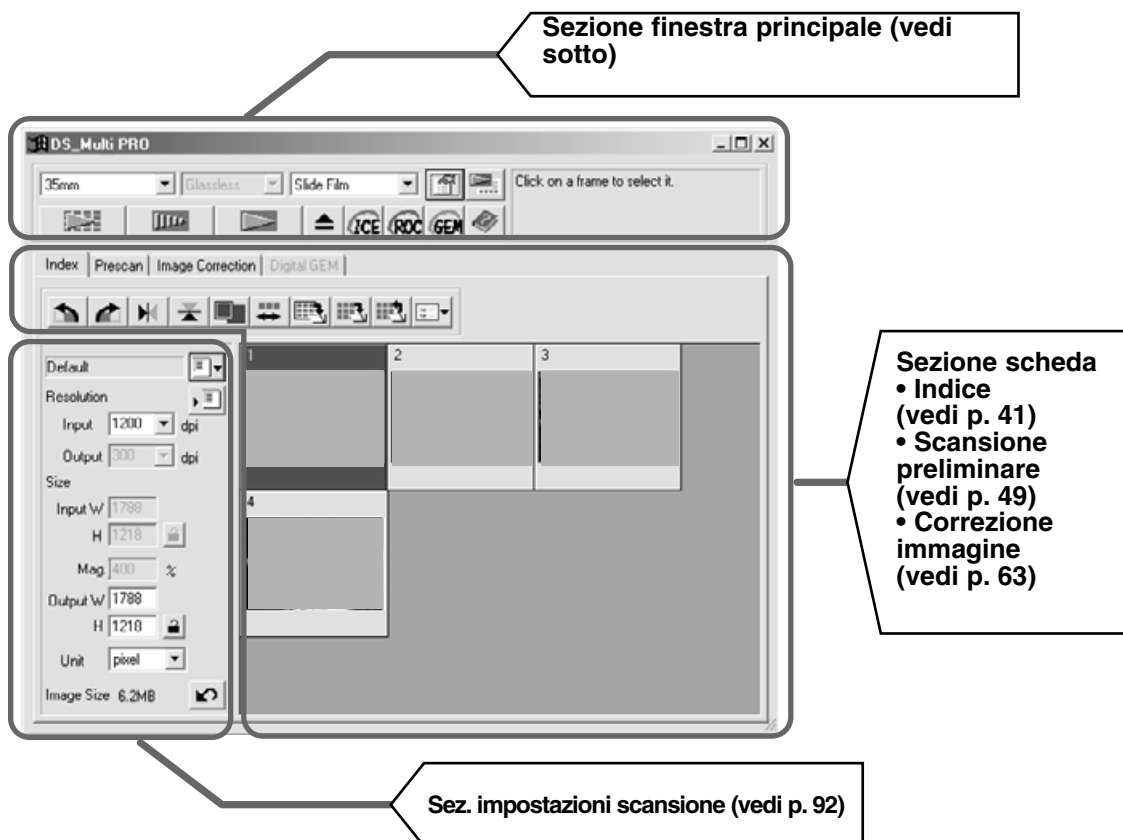 Sezione finestra principale (vedi
sotto)
DS_Multi PRO
35mm Glassless Slide Film Click on a frame to select it.
ICE ROC GEM
Index Prescan Image Correction Digital GEM
Default
Resolution
Input 1200 dpi
Output 300 dpi
Size
Input W 1788
H 1218
Mag. 400 %
Output W 1788
H 1218
Unit pixel
Image Size 6.2MB
1 2 3
4
Sezione scheda
• Indice
(vedi p. 41)
• Scansione
preliminare
(vedi p. 49)
• Correzione
immagine
(vedi p. 63)
Sez. impostazioni scansione (vedi p. 92)